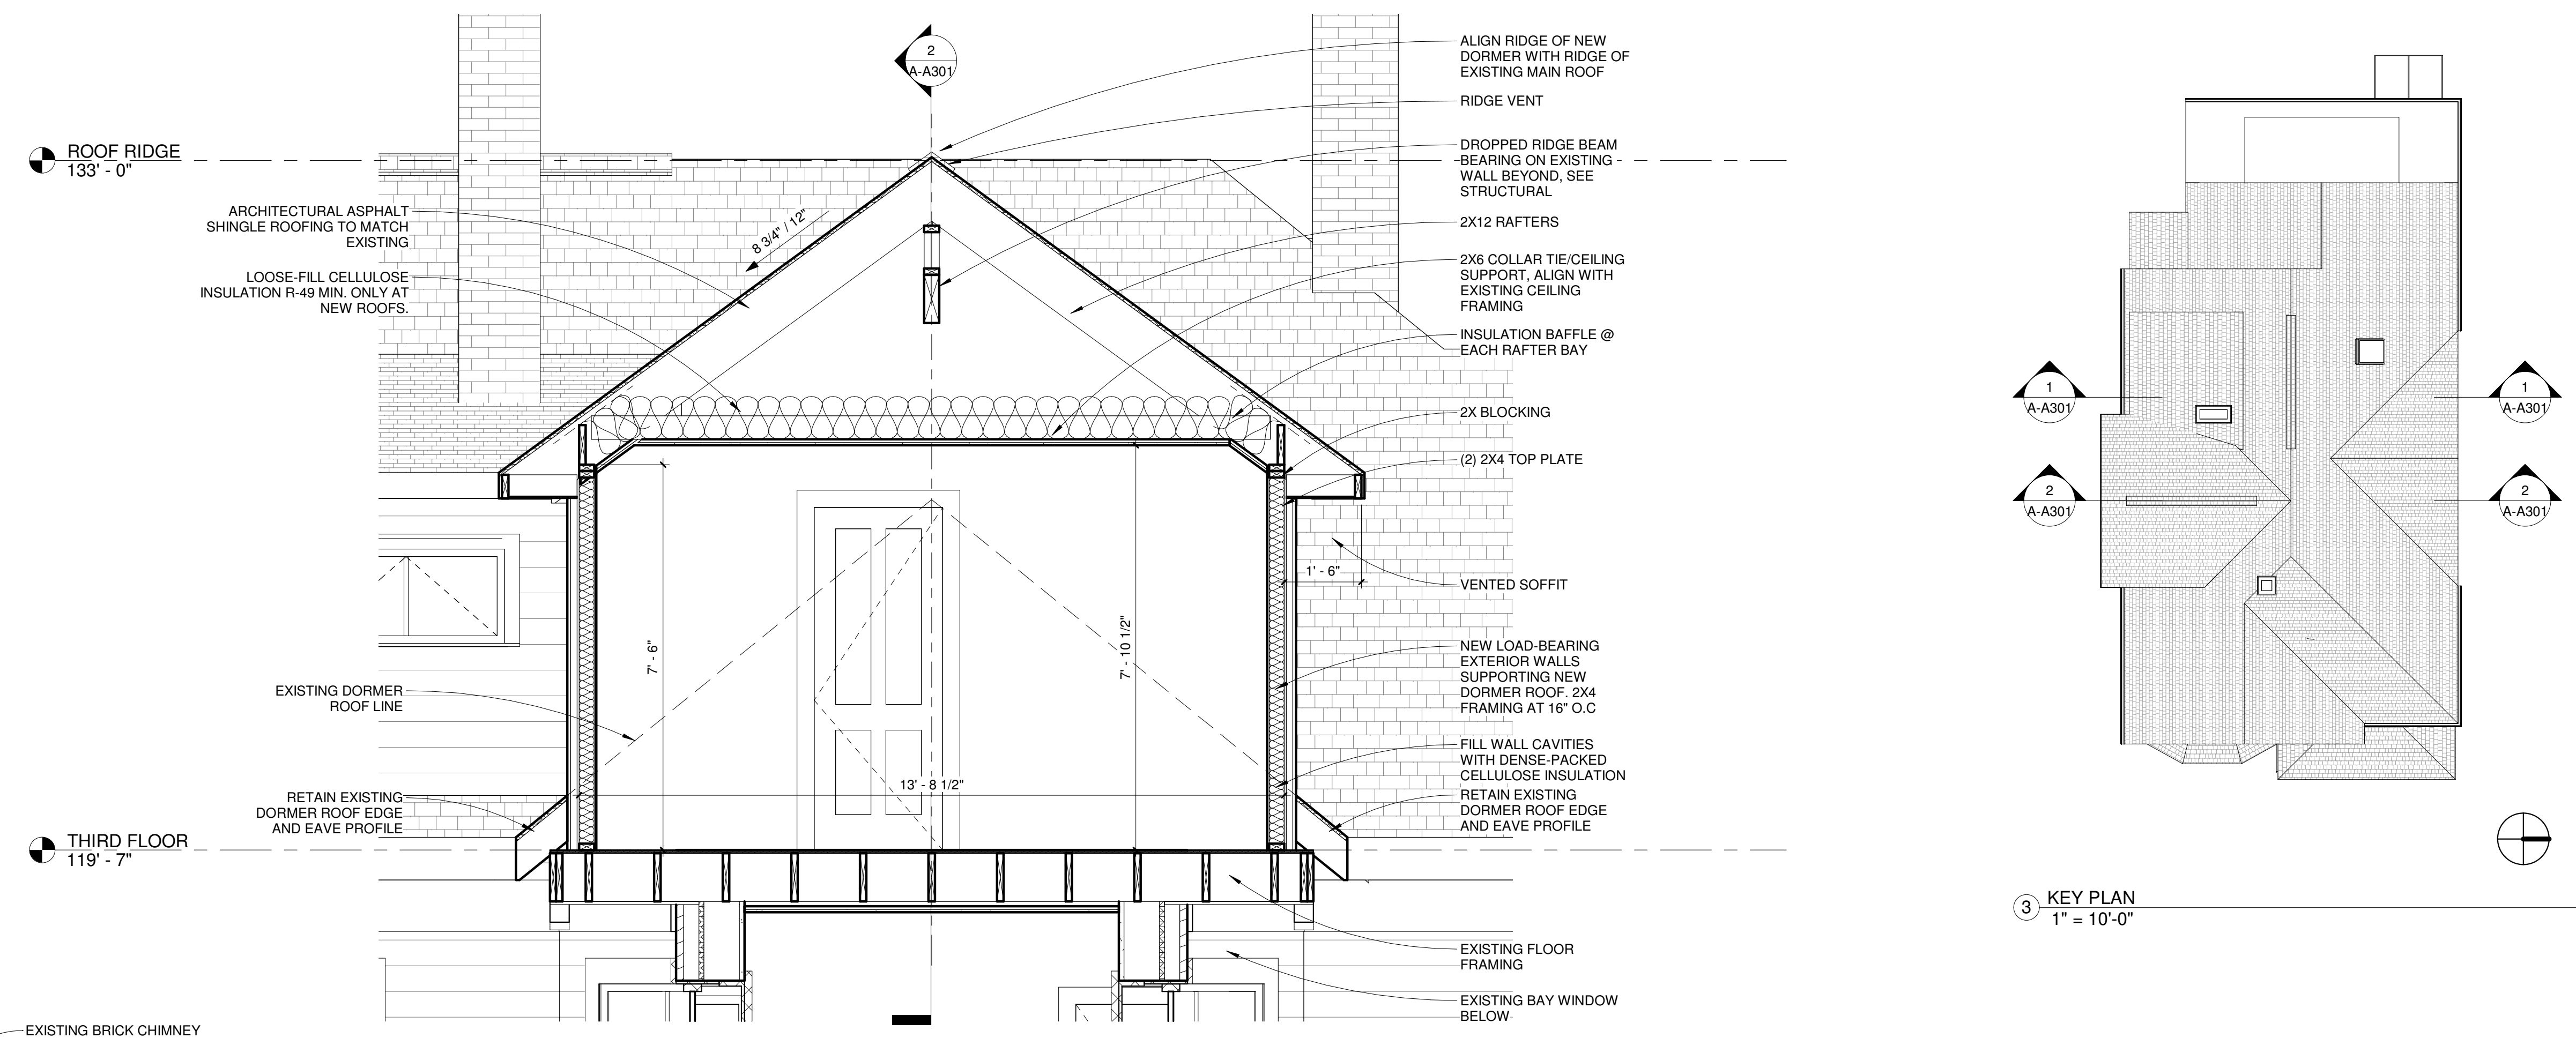 2
A-A301
ROOF RIDGE
133' - 0"
ARCHITECTURAL ASPHALT
SHINGLE ROOFING TO MATCH
EXISTING
LOOSE-FILL CELLULOSE
INSULATION R-49 MIN. ONLY AT
NEW ROOFS.
8 3/4" / 12"
ALIGN RIDGE OF NEW
DORMER WITH RIDGE OF
EXISTING MAIN ROOF
RIDGE VENT
DROPPED RIDGE BEAM
BEARING ON EXISTING
WALL BEYOND, SEE
STRUCTURAL
2X12 RAFTERS
2X6 COLLAR TIE/CEILING
SUPPORT, ALIGN WITH
EXISTING CEILING
FRAMING
INSULATION BAFFLE @
EACH RAFTER BAY
2X BLOCKING
(2) 2X4 TOP PLATE
1' - 6"
VENTED SOFFIT
7' - 6"
7' - 10 1/2"
NEW LOAD-BEARING
EXTERIOR WALLS
SUPPORTING NEW
DORMER ROOF. 2X4
FRAMING AT 16" O.C
EXISTING DORMER
ROOF LINE
13' - 8 1/2"
FILL WALL CAVITIES
WITH DENSE-PACKED
CELLULOSE INSULATION
RETAIN EXISTING
DORMER ROOF EDGE
AND EAVE PROFILE
RETAIN EXISTING
DORMER ROOF EDGE
AND EAVE PROFILE
THIRD FLOOR
119' - 7"
EXISTING FLOOR
FRAMING
EXISTING BAY WINDOW
BELOW
EXISTING BRICK CHIMNEY
1
A-A301
1
A-A301
2
A-A301
2
A-A301
3
KEY PLAN
1" = 10'-0"